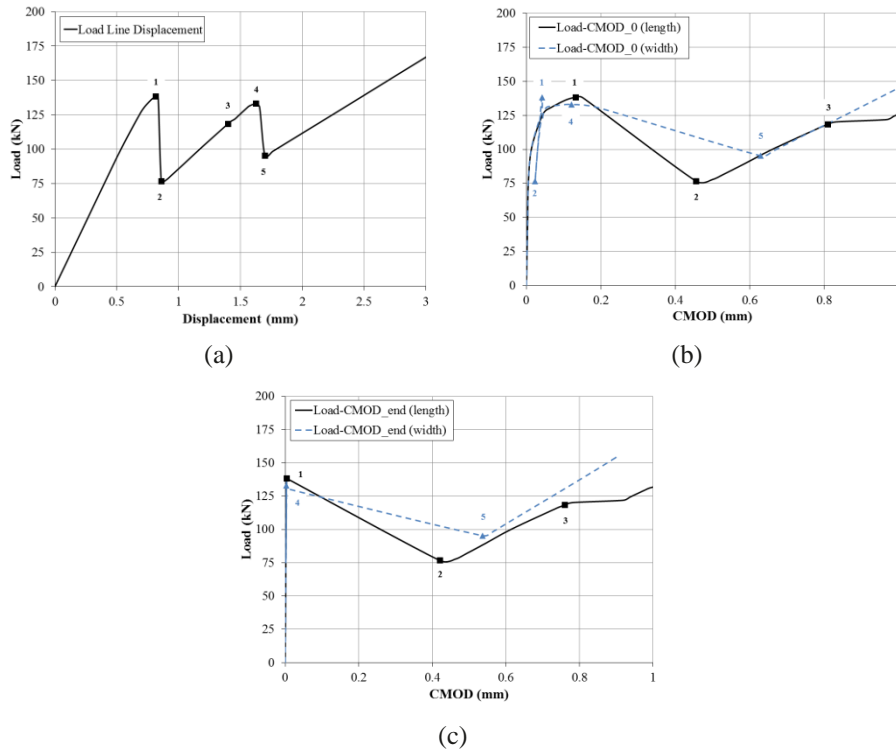 200
175
150
125
100
75
50
25
0
Load (kN)
Load Line Displacement
1
2
3
4
5
0 0.5 1 1.5 2 2.5 3
Displacement (mm)
(a)
200
175
150
125
100
75
50
25
0
Load (kN)
Load-CMOD_0 (length)
Load-CMOD_0 (width)
1
1
4
2
2
5
3
0 0.2 0.4 0.6 0.8
CMOD (mm)
(b)
200
175
150
125
100
75
50
25
0
Load (kN)
Load-CMOD_end (length)
Load-CMOD_end (width)
1
4
2
5
3
0 0.2 0.4 0.6 0.8 1
CMOD (mm)
(c)